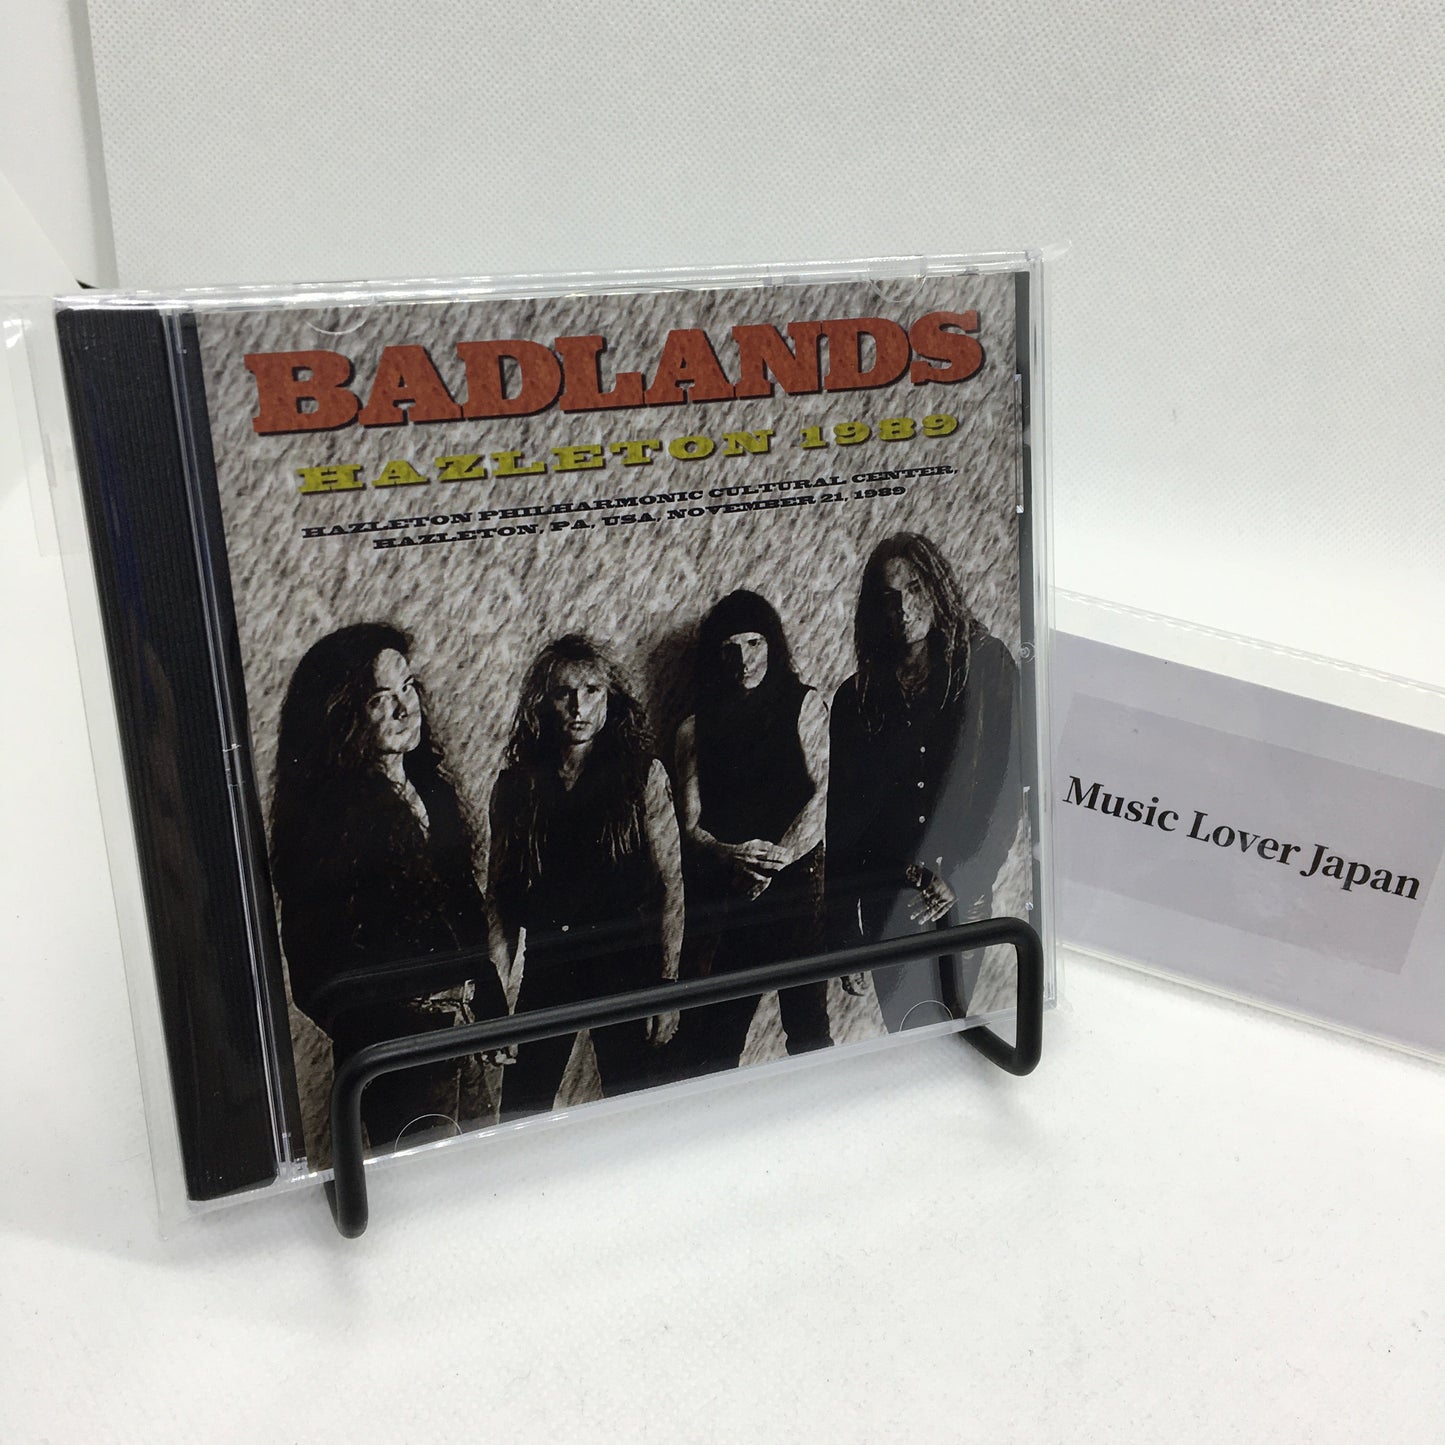 BADLANDS
HAZLETON 1989
HAZLETON PHILHARMONIC CULTURAL CENTER,
HAZLETON, PA, USA, NOVEMBER 21, 1989
Music Lover Japan